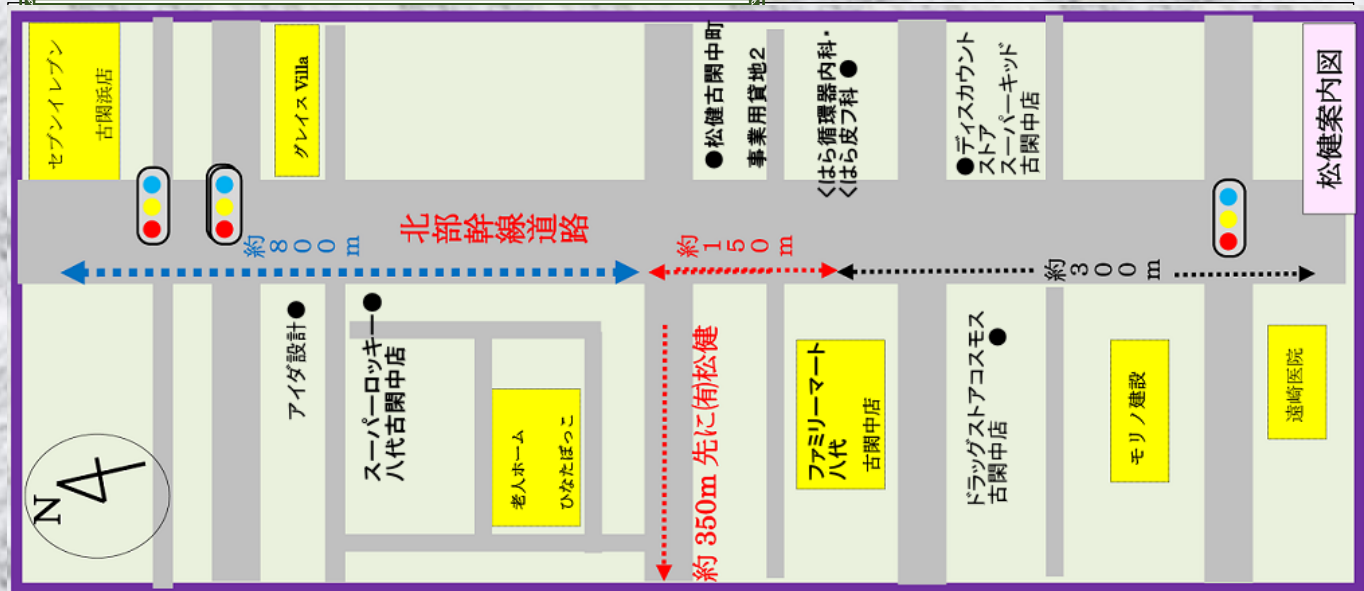 セブンイレブン
古閑浜店
グレイスVilla
●松健古閑中町
事業用貸地2
くはら循環器内科・
くはら皮フ科●
●ディスカウント
ストア
スーパーキッド
古閑中店
松健案内図
北部幹線道路
約800m
約150m
約300m
アイダ設計●
スーパーロッキー●
八代古閑中店
老人ホーム
ひなたぼっこ
約350m先に(有)松健
ファミリーマート
八代
古閑中店
ドラッグストアコスモス●
古閑中店
モリノ建設
遠崎医院
N